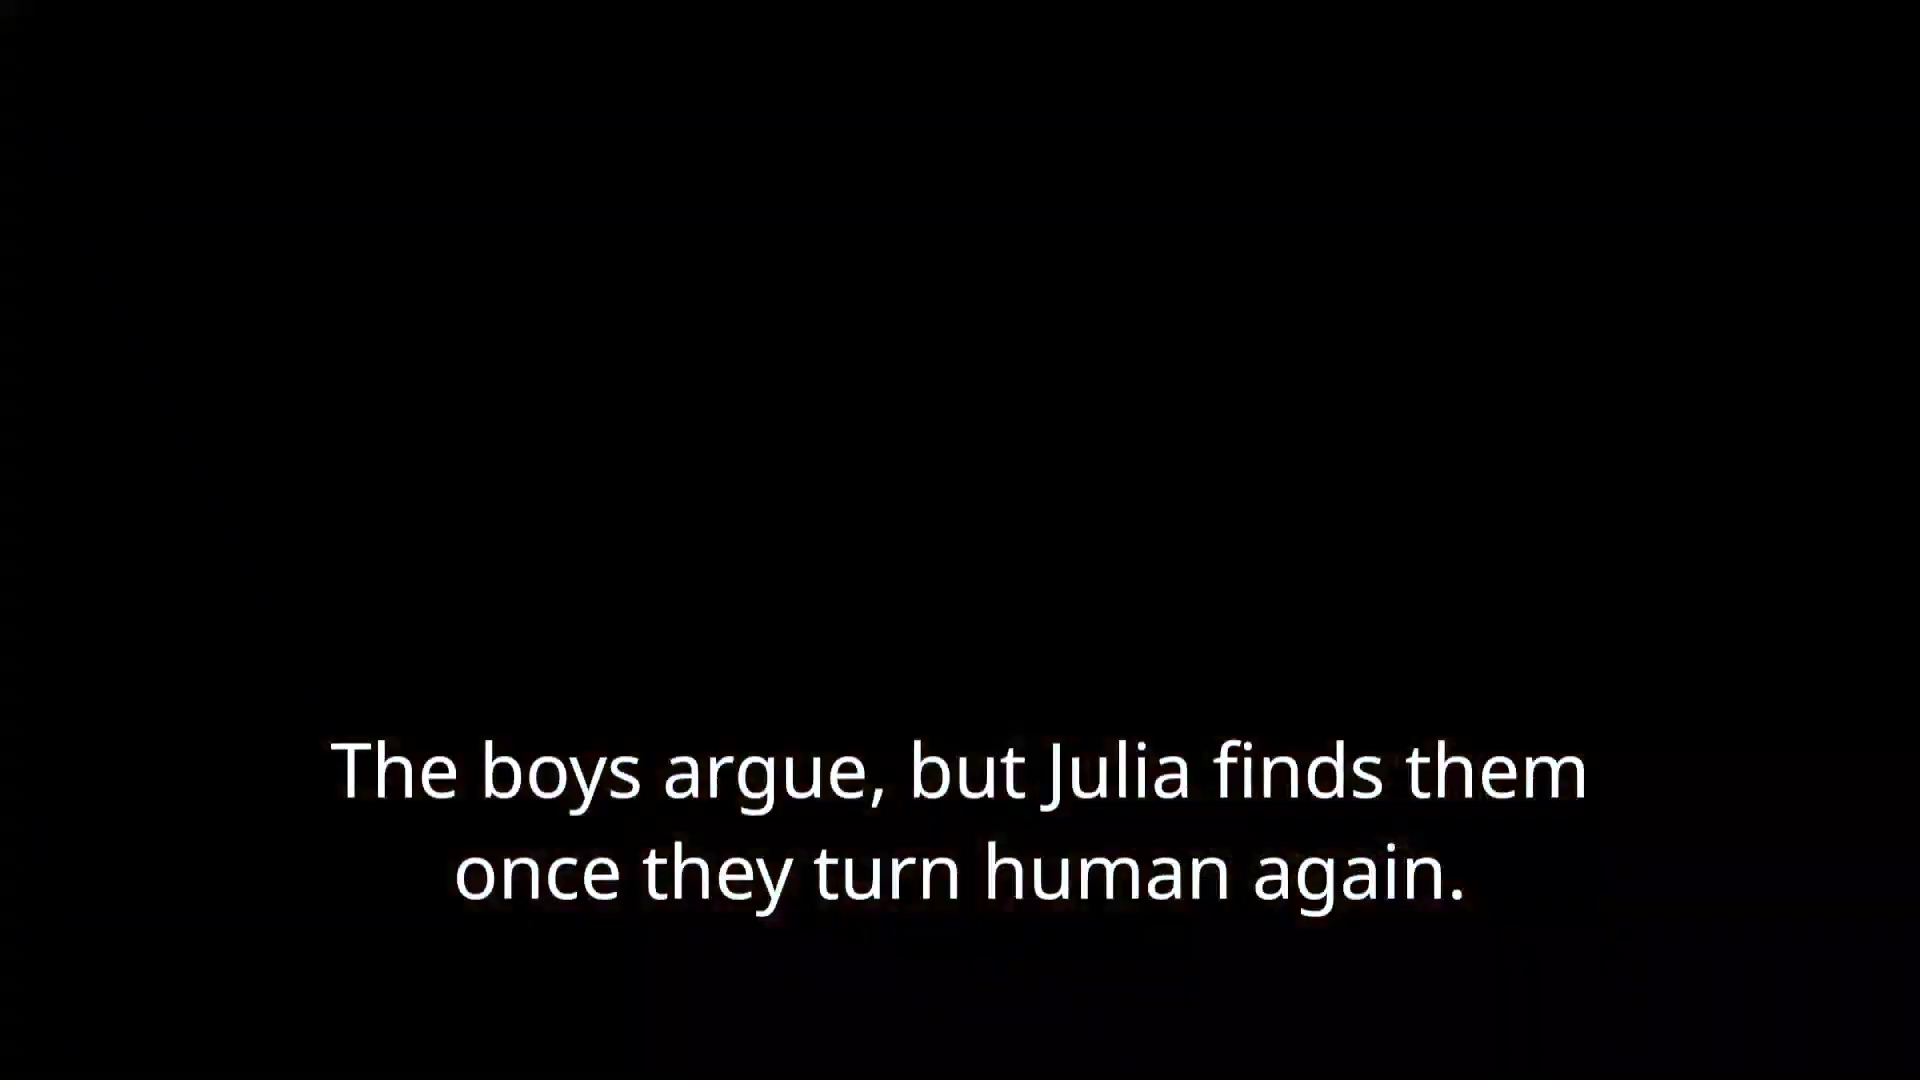 The boys argue, but Julia finds them
once they turn human again.